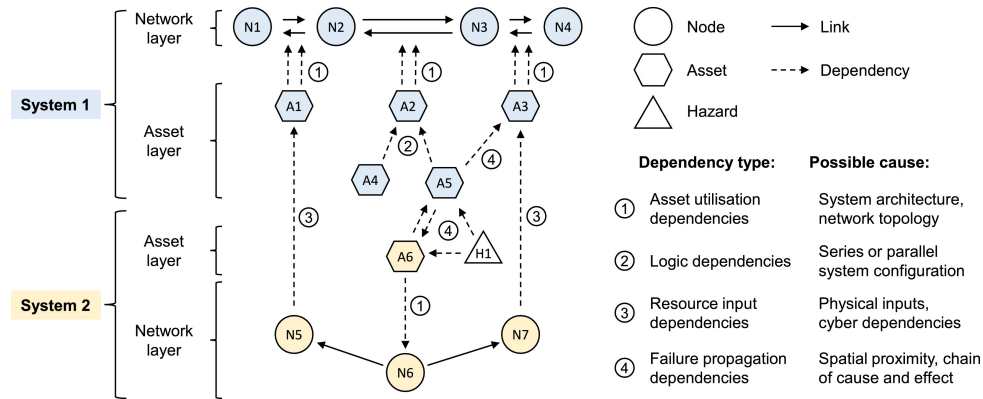 Network
layer
N1
N2
N3
N4
1
1
1
System 1
Asset
layer
A1
A2
A3
2
4
A4
A5
3
3
Asset
layer
4
A6
H1
System 2
1
Network
layer
N5
N6
N7
Node
Link
Asset
Dependency
Hazard
Dependency type:
Possible cause:
1
Asset utilisation
dependencies
System architecture,
network topology
2
Logic dependencies
Series or parallel
system configuration
3
Resource input
dependencies
Physical inputs,
cyber dependencies
4
Failure propagation
dependencies
Spatial proximity, chain
of cause and effect